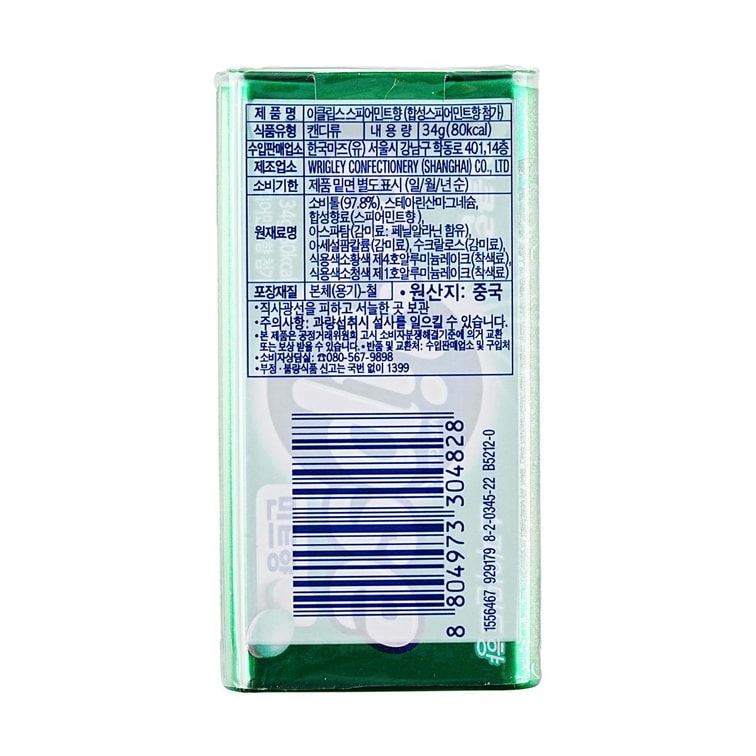 제 품 명 이클립스 스피어민트향 (합성스피어민트향 첨가)
식품유형 캔디류 내 용 량 34g(80kcal)
수입판매업소 한국마즈(유) 서울시 강남구 학동로 401,14층
제조업소 WRIGLEY CONFECTIONERY (SHANGHAI) CO., LTD
소비기한 제품 밑면 별도표시 (일/월/년 순)
원재료명 소비톨(97.8%), 스테아린산마그네슘,
합성향료(스피어민트향 ),
아스파탐(감미료: 페닐알라닌 함유),
아세설팜칼륨(감미료), 수크랄로스(감미료),
식용색소황색 제4호알루미늄레이크(착색료),
식용색소청색 제1호알루미늄레이크(착색료)
포장재질 본체(용기)-철 • 원산지: 중국
•직사광선을 피하고 서늘한 곳 보관
•주의사항: 과량섭취시 설사를 일으킬 수 있습니다.
•본 제품은 공정거래위원회 고시 소비자분쟁해결기준에 의거 교환
또는 보상 받을 수 있습니다. •반품 및 교환처: 수입판매업소 및 구입처
•소비자상담실: ☎080-567-9898
•부정·불량식품 신고는 국번 없이 1399
8 804973 304828
1556467 929179 8-2-0345-22 B5212-0
민트향
향